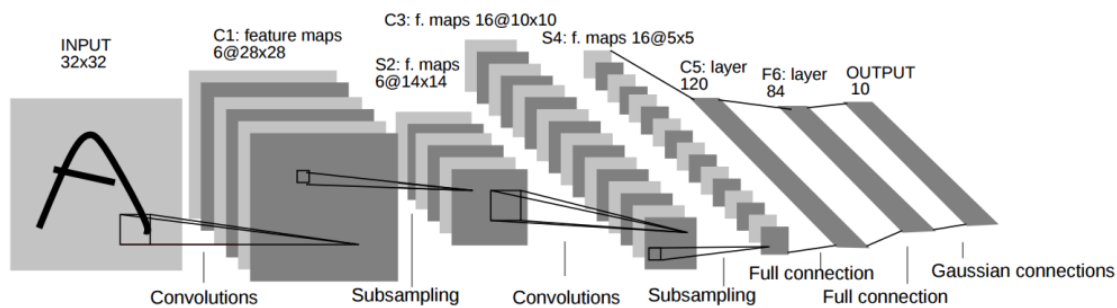 INPUT
32x32
C1: feature maps
6@28x28
S2: f. maps
6@14x14
C3: f. maps 16@10x10
S4: f. maps 16@5x5
C5: layer
120
F6: layer
84
OUTPUT
10
Convolutions
Subsampling
Convolutions
Subsampling
Full connection
Full connection
Gaussian connections